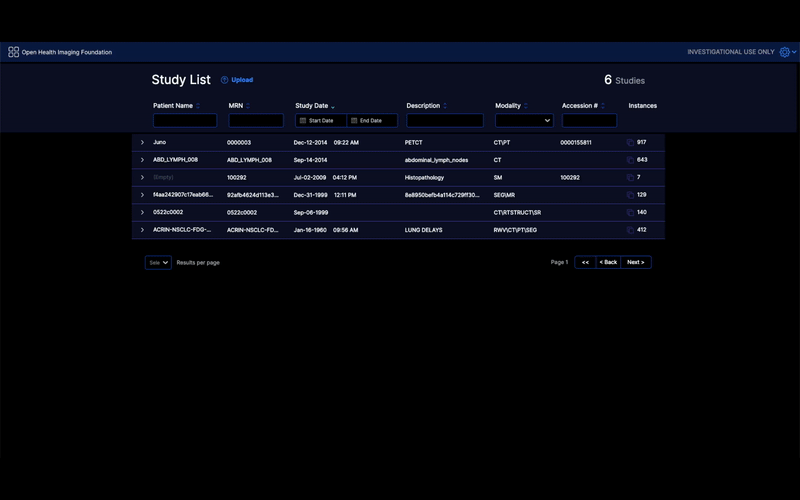 Open Health Imaging Foundation INVESTIGATIONAL USE ONLY
Study List Upload 6 Studies
Patient Name MRN Study Date Description Modality Accession # Instances
Start Date End Date
Juno 0000003 Dec-12-2014 09:22 AM PETCT CT\PT 0000155811 917
ABD_LYMPH_008 ABD_LYMPH_008 Sep-14-2014 abdominal_lymph_nodes CT 643
(Empty) 100292 Jul-02-2009 04:12 PM Histopathology SM 100292 7
f4aa242907c17eab66... 92afb4624d113e3... Dec-31-1999 12:11 PM 8e8950befb4a114c729ff30... SEG\MR 129
0522c0002 0522c0002 Sep-06-1999 CT\RTSTRUCT\SR 140
ACRIN-NSCLC-FDG-... ACRIN-NSCLC-FD... Jan-16-1960 09:56 AM LUNG DELAYS RWV\CT\PT\SEG 412
Sele Results per page Page 1 << < Back Next >